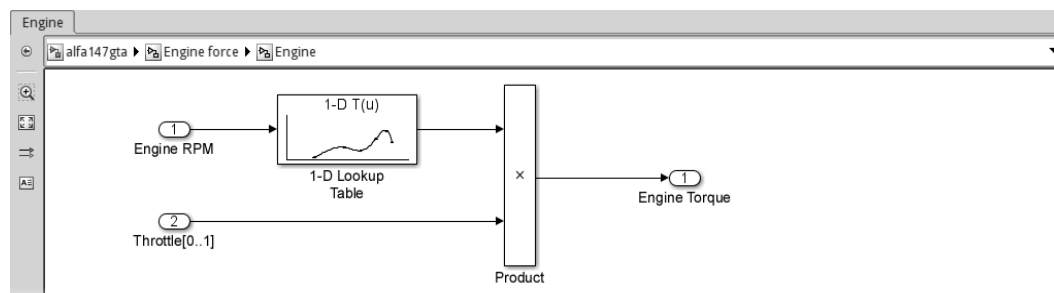 Engine
alfa147gta Engine force Engine
1-D T(u)
1
Engine RPM
1-D Lookup
Table
×
1
Engine Torque
2
Throttle[0..1]
Product